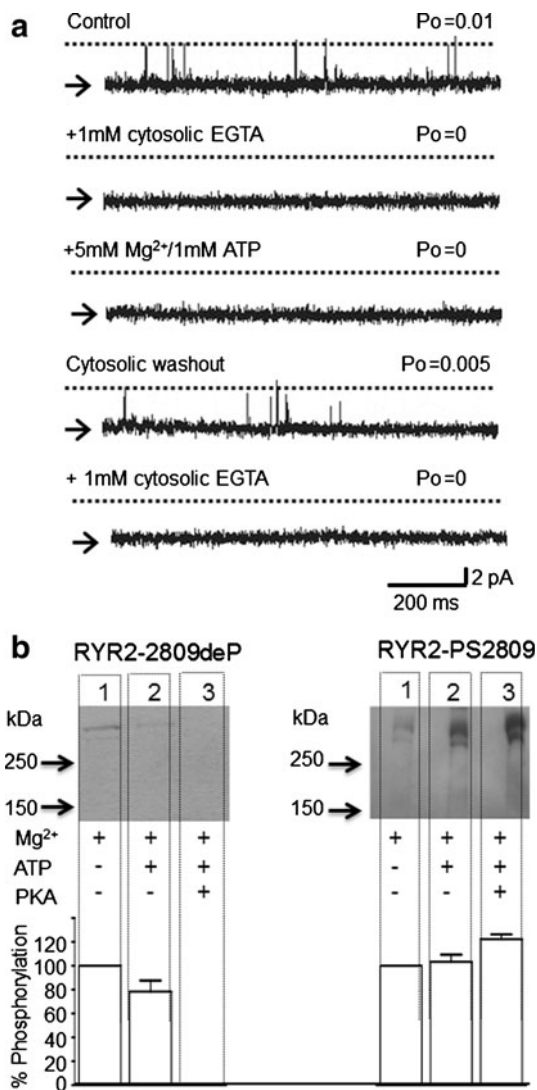 a
Control Po=0.01
+1mM cytosolic EGTA Po=0
+5mM Mg²⁺/1mM ATP Po=0
Cytosolic washout Po=0.005
+ 1mM cytosolic EGTA Po=0
2 pA
200 ms
b
RYR2-2809deP RYR2-PS2809
1 2 3 1 2 3
kDa kDa
250 250
150 150
Mg²⁺ + + + + + +
ATP - + + - + +
PKA - - + - - +
% Phosphorylation
120
100
80
60
40
20
0